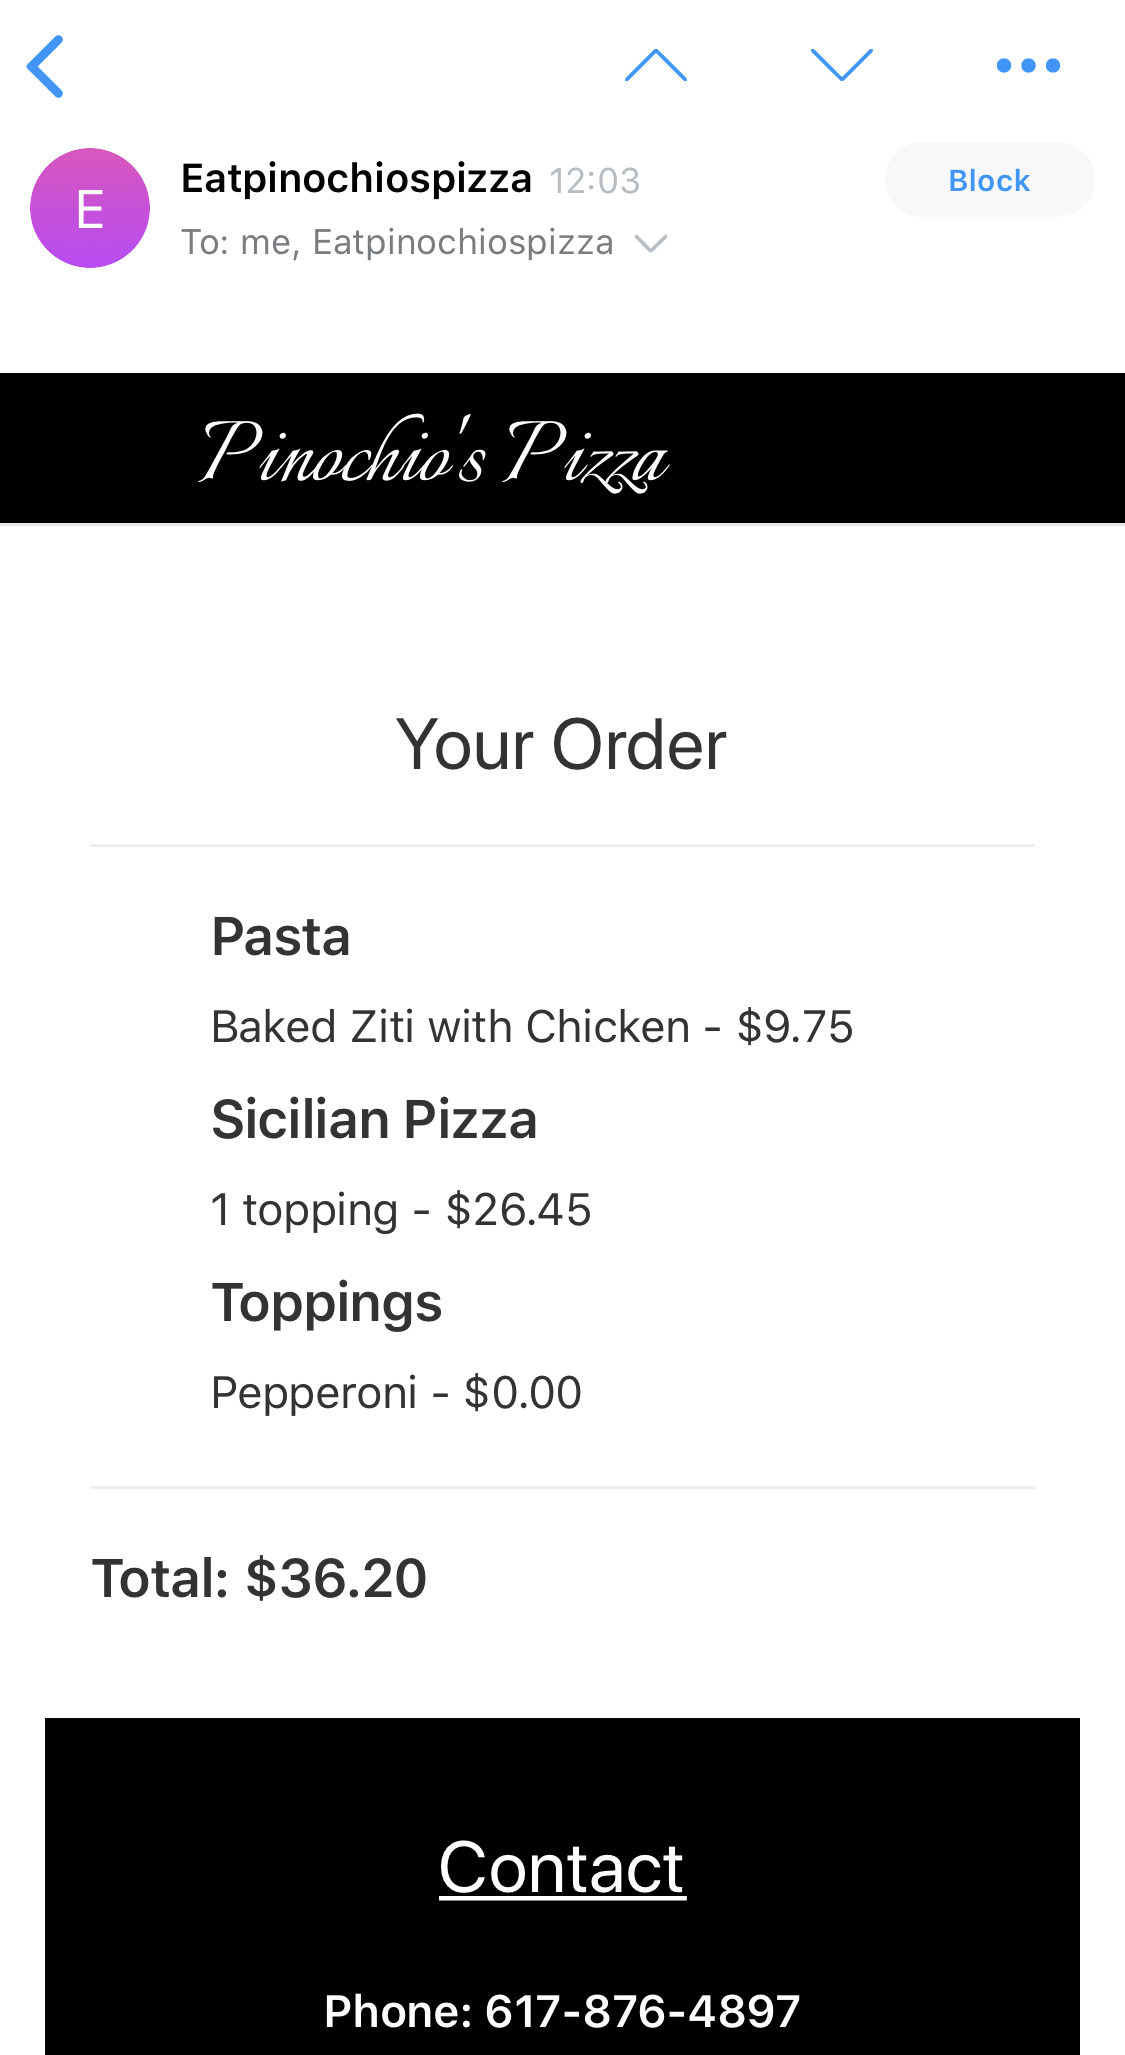 E
Eatpinochiospizza 12:03
Block
To: me, Eatpinochiospizza
Pinochio's Pizza
Your Order
Pasta
Baked Ziti with Chicken - $9.75
Sicilian Pizza
1 topping - $26.45
Toppings
Pepperoni - $0.00
Total: $36.20
Contact
Phone: 617-876-4897